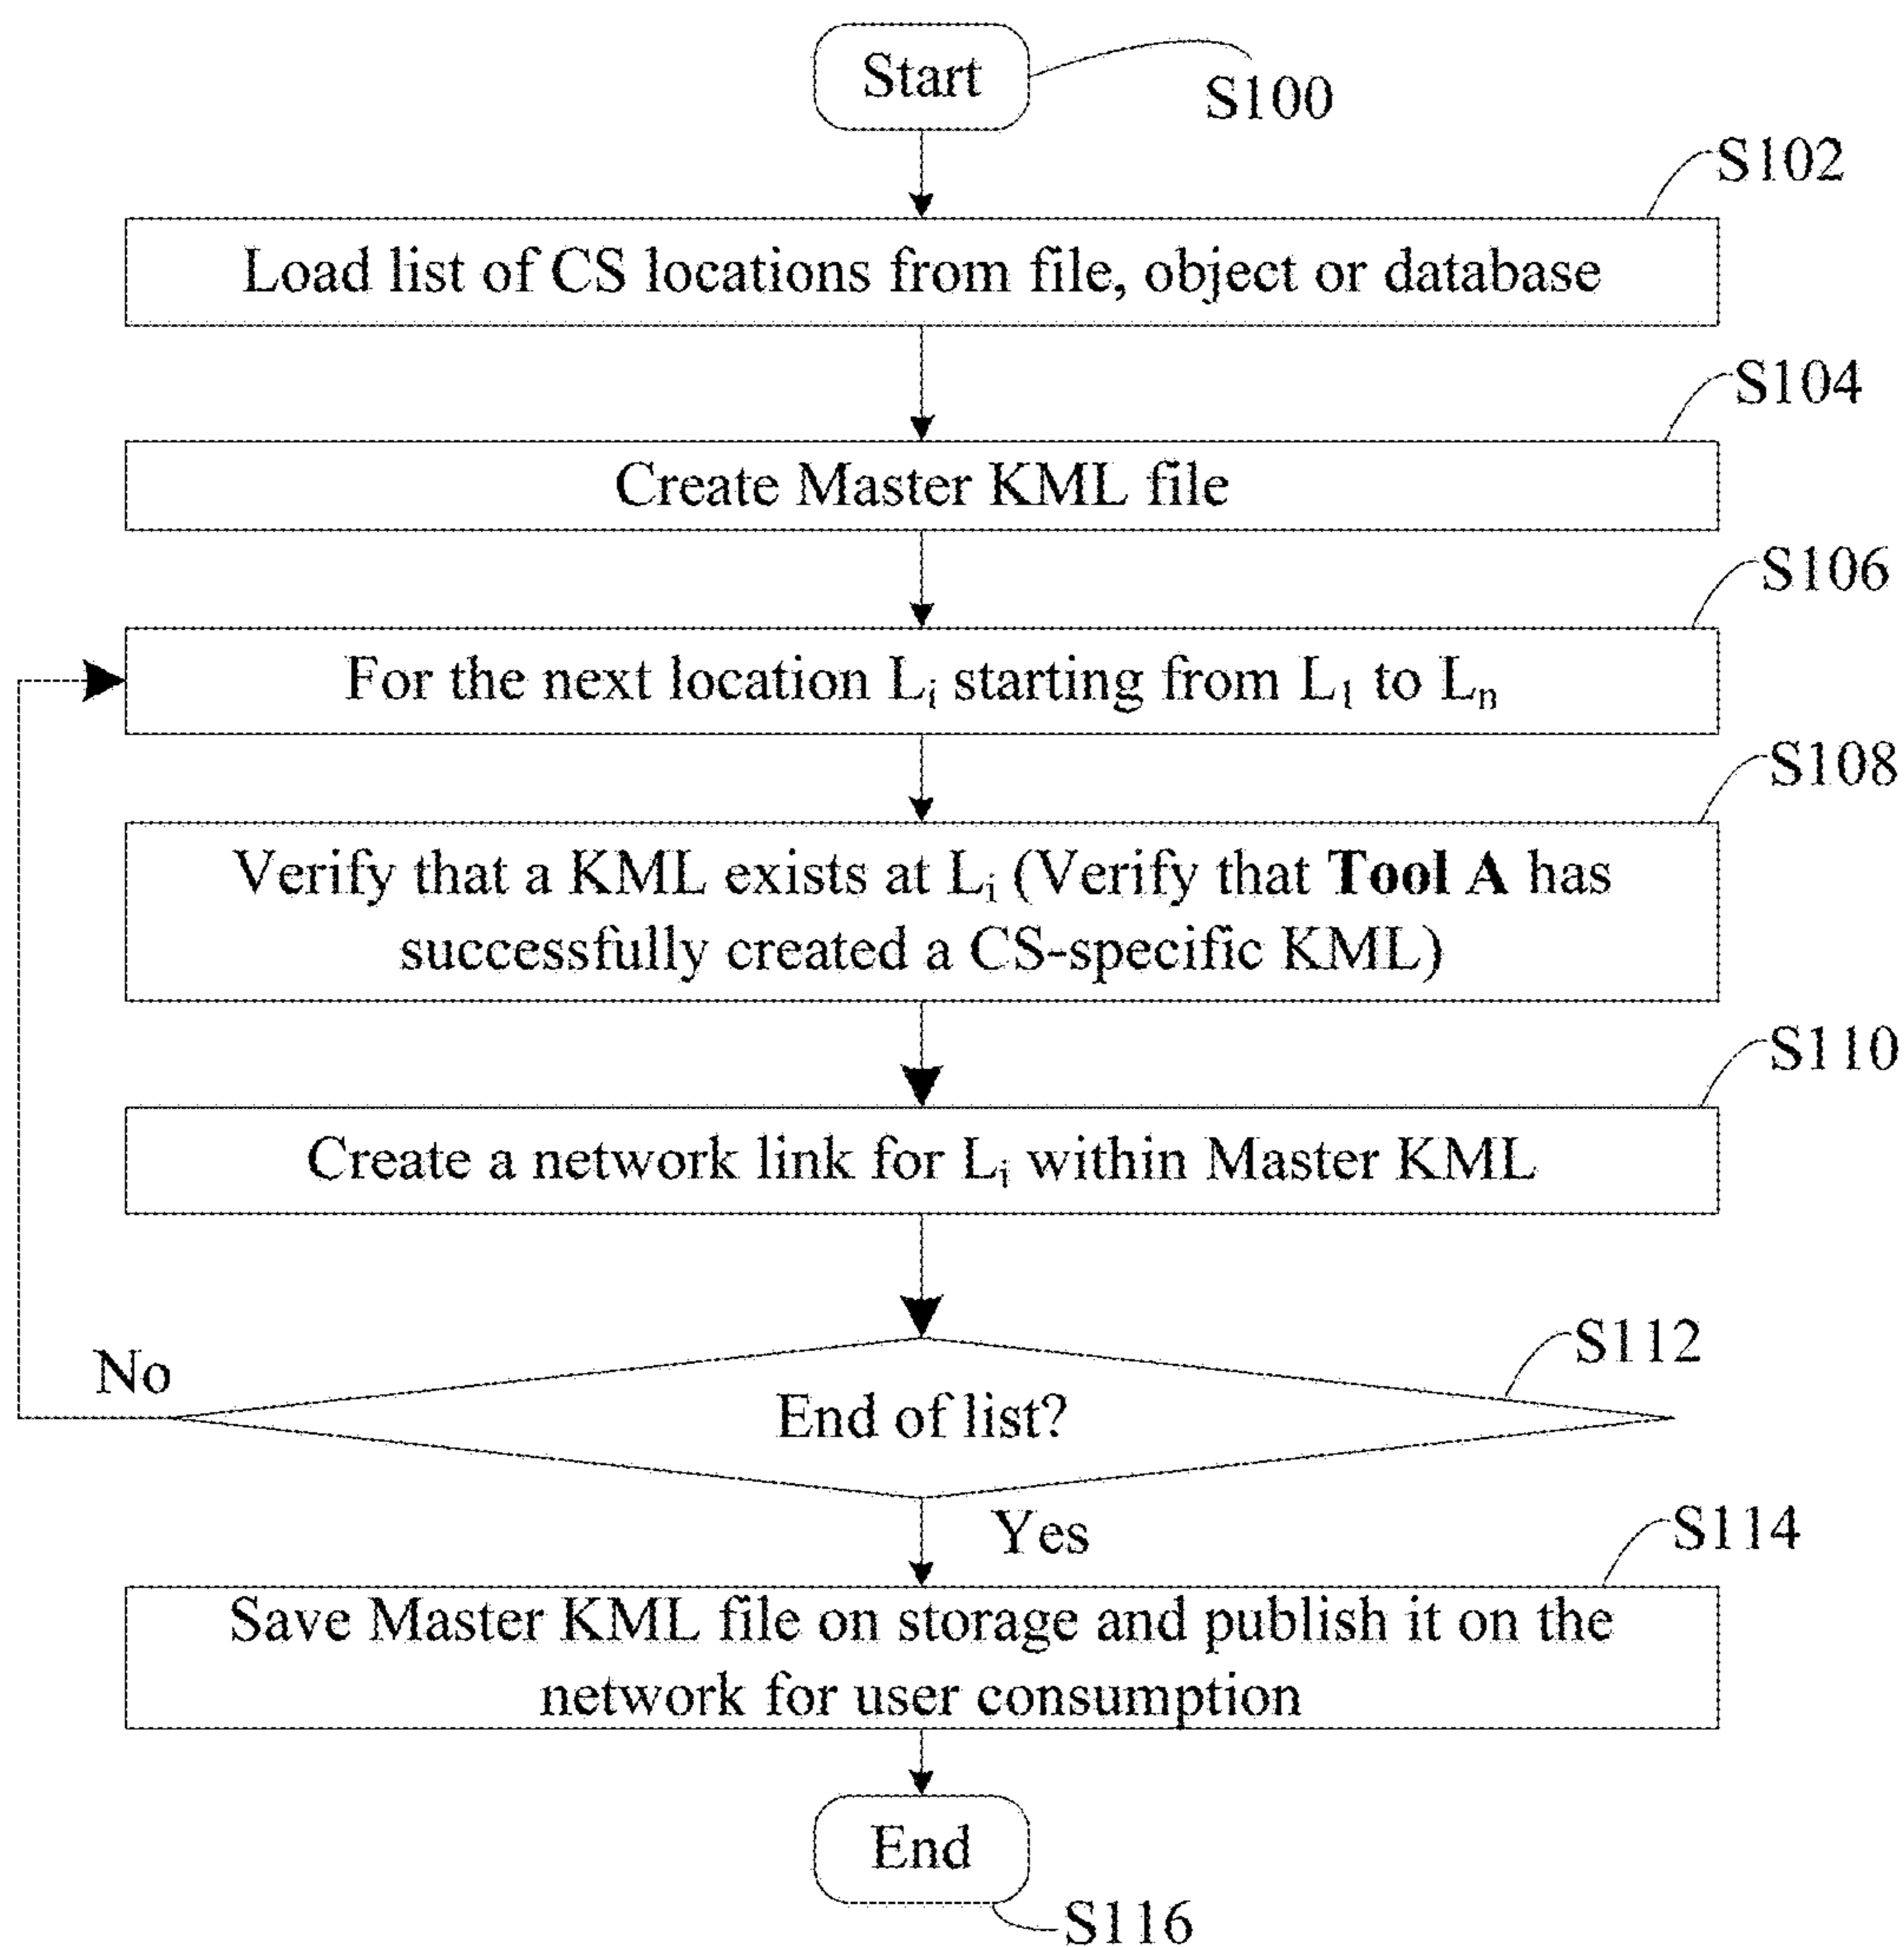 Start
S100
S102
Load list of CS locations from file, object or database
S104
Create Master KML file
S106
For the next location Li starting from L1 to Ln
S108
Verify that a KML exists at Li (Verify that Tool A has
successfully created a CS-specific KML)
S110
Create a network link for Li within Master KML
S112
No
End of list?
Yes
S114
Save Master KML file on storage and publish it on the
network for user consumption
End
S116